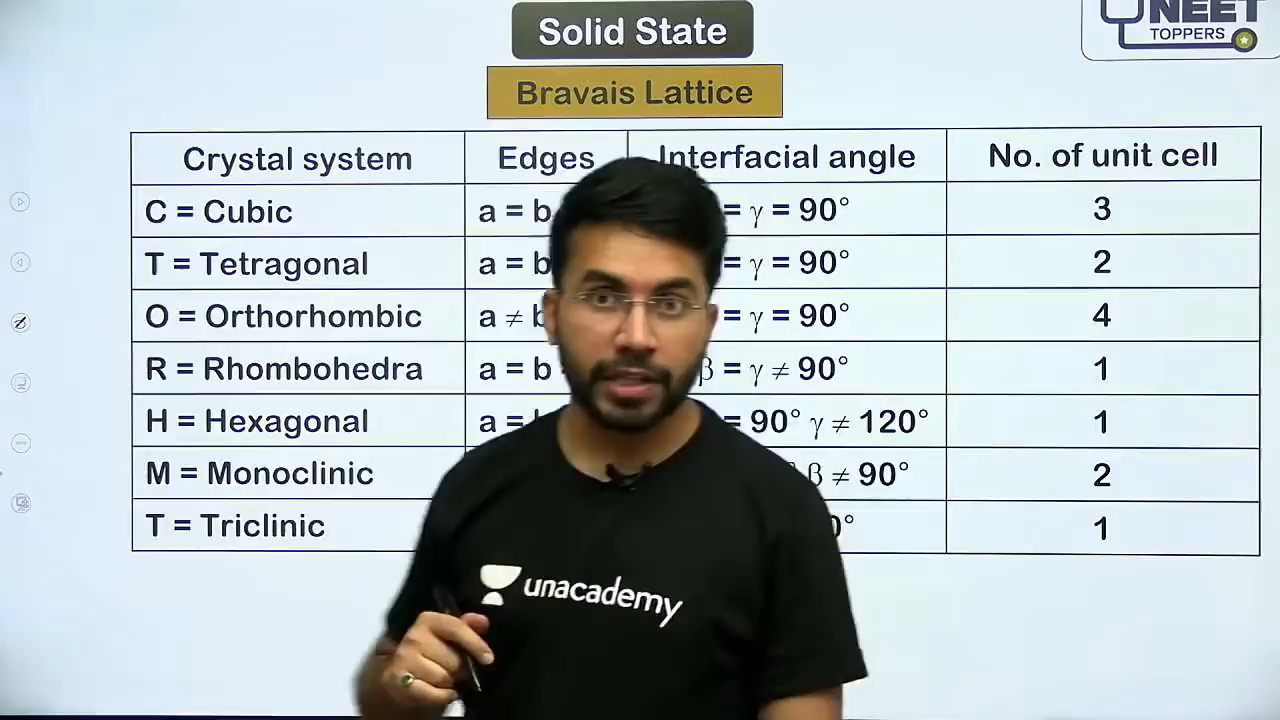 NEET
TOPPERS
Solid State
Bravais Lattice
Crystal system Edges Interfacial angle No. of unit cell
C = Cubic a = b = γ = 90° 3
T = Tetragonal a = b = γ = 90° 2
O = Orthorhombic a ≠ b = γ = 90° 4
R = Rhombohedra a = b β = γ ≠ 90° 1
H = Hexagonal a = = 90° γ ≠ 120° 1
M = Monoclinic β ≠ 90° 2
T = Triclinic 1
unacademy